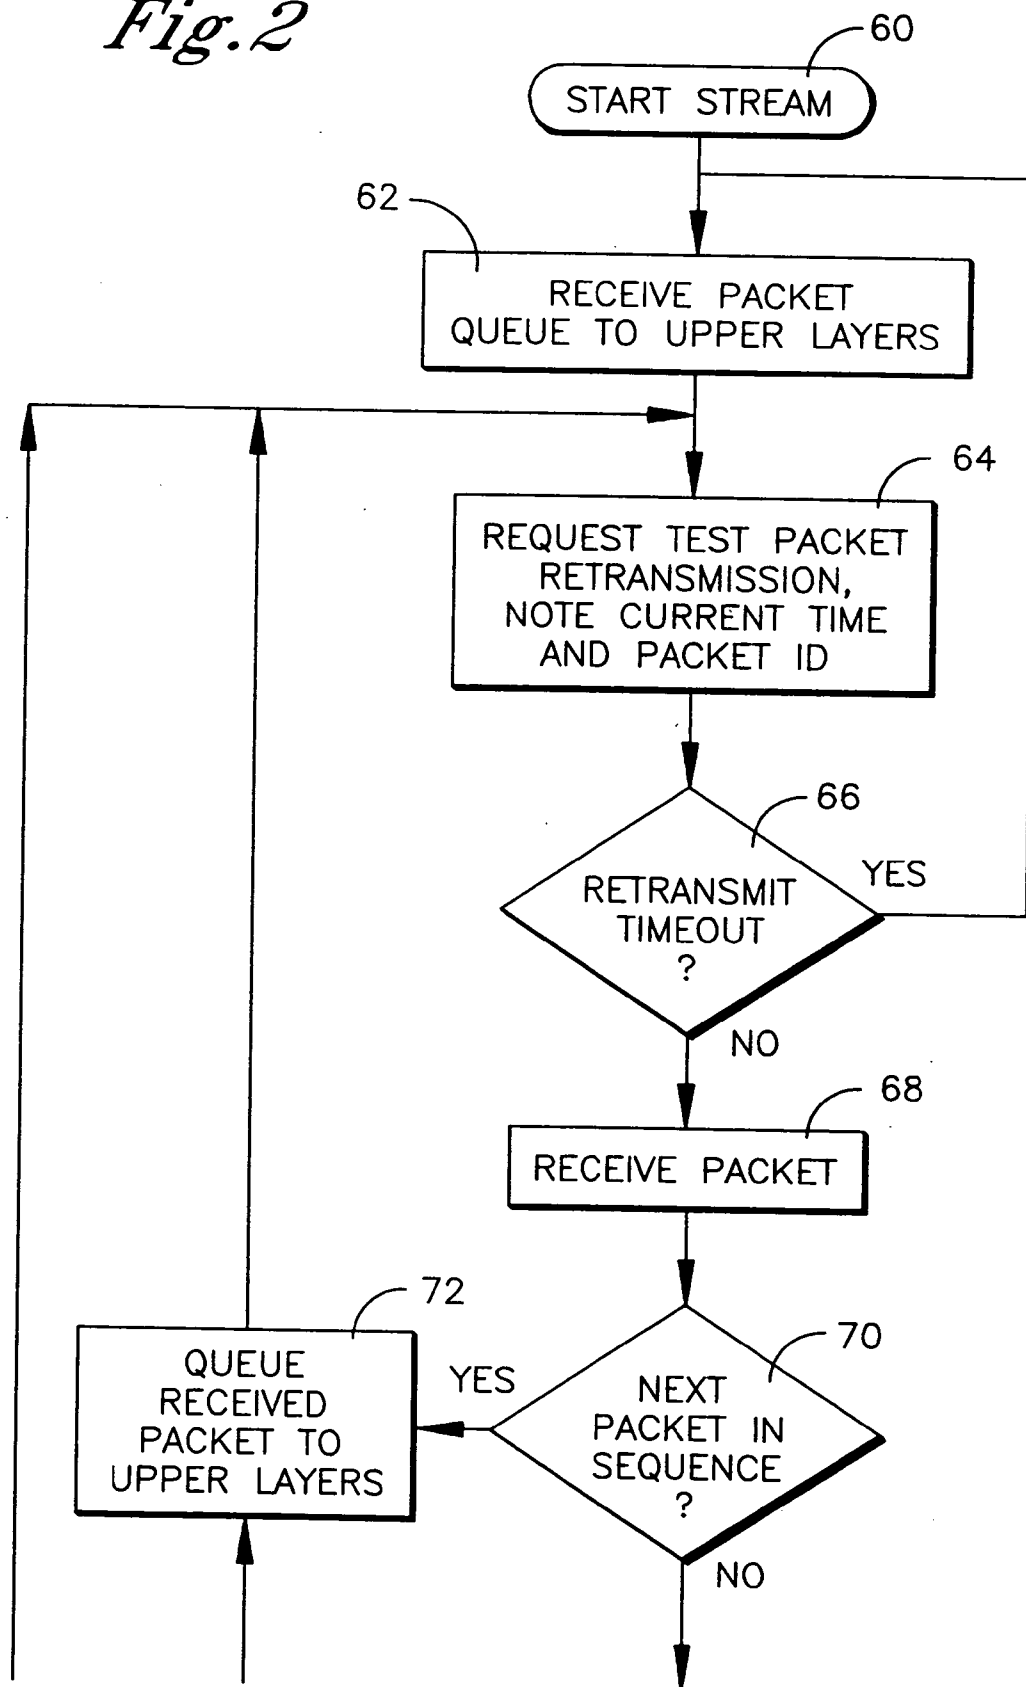 Fig.2
60
START STREAM
62
RECEIVE PACKET
QUEUE TO UPPER LAYERS
64
REQUEST TEST PACKET
RETRANSMISSION,
NOTE CURRENT TIME
AND PACKET ID
66
RETRANSMIT
TIMEOUT
?
YES
NO
68
RECEIVE PACKET
70
NEXT
PACKET IN
SEQUENCE
?
YES
NO
72
QUEUE
RECEIVED
PACKET TO
UPPER LAYERS